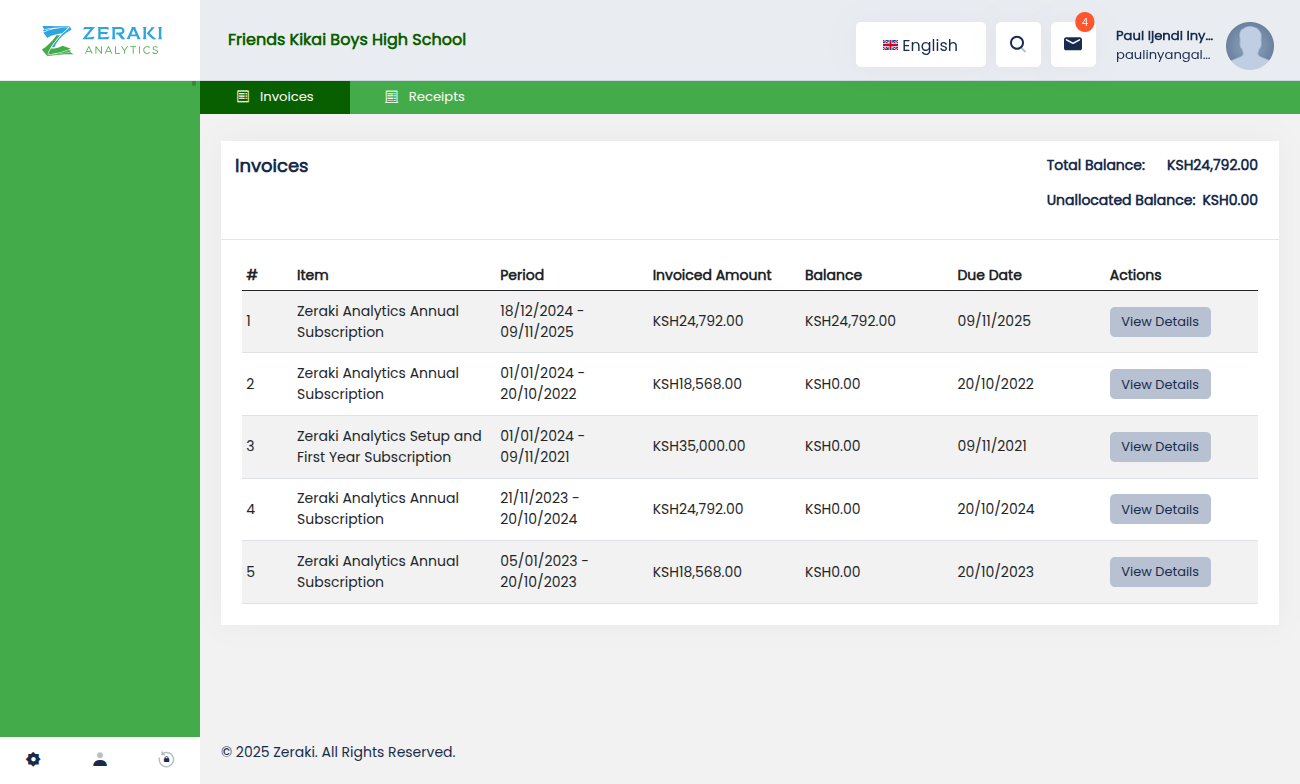 ZERAKI
ANALYTICS
Friends Kikai Boys High School
English
4
Paul Ijendi Iny...
paulinyangal...
Invoices
Receipts
Invoices
Total Balance: KSH24,792.00
Unallocated Balance: KSH0.00
# Item Period Invoiced Amount Balance Due Date Actions
1 Zeraki Analytics Annual Subscription 18/12/2024 - 09/11/2025 KSH24,792.00 KSH24,792.00 09/11/2025 View Details
2 Zeraki Analytics Annual Subscription 01/01/2024 - 20/10/2022 KSH18,568.00 KSH0.00 20/10/2022 View Details
3 Zeraki Analytics Setup and First Year Subscription 01/01/2024 - 09/11/2021 KSH35,000.00 KSH0.00 09/11/2021 View Details
4 Zeraki Analytics Annual Subscription 21/11/2023 - 20/10/2024 KSH24,792.00 KSH0.00 20/10/2024 View Details
5 Zeraki Analytics Annual Subscription 05/01/2023 - 20/10/2023 KSH18,568.00 KSH0.00 20/10/2023 View Details
© 2025 Zeraki. All Rights Reserved.